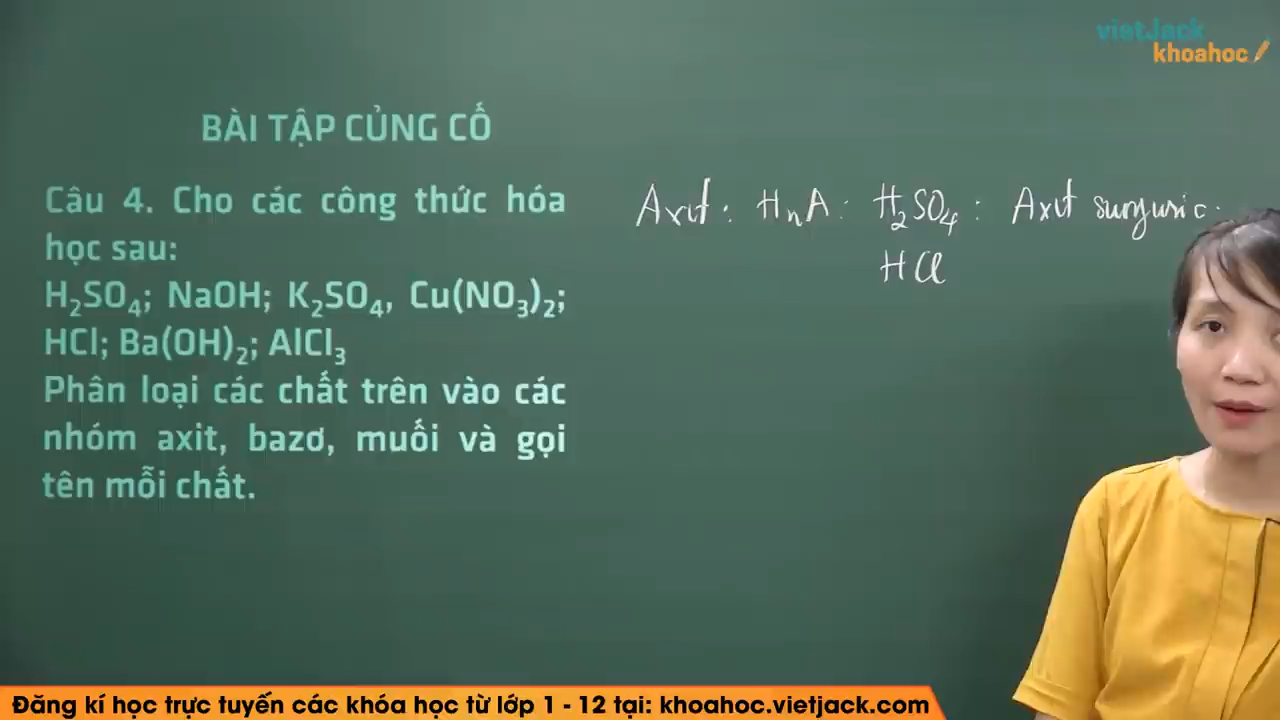 vietJack
khoahoc
BÀI TẬP CỦNG CỐ
Câu 4. Cho các công thức hóa
học sau:
H₂SO₄; NaOH; K₂SO₄, Cu(NO₃)₂;
HCl; Ba(OH)₂; AlCl₃
Phân loại các chất trên vào các
nhóm axit, bazơ, muối và gọi
tên mỗi chất.
Axit: HₙA: H₂SO₄: Axit sunfuric.
HCl
Đăng kí học trực tuyến các khóa học từ lớp 1 - 12 tại: khoahoc.vietjack.com